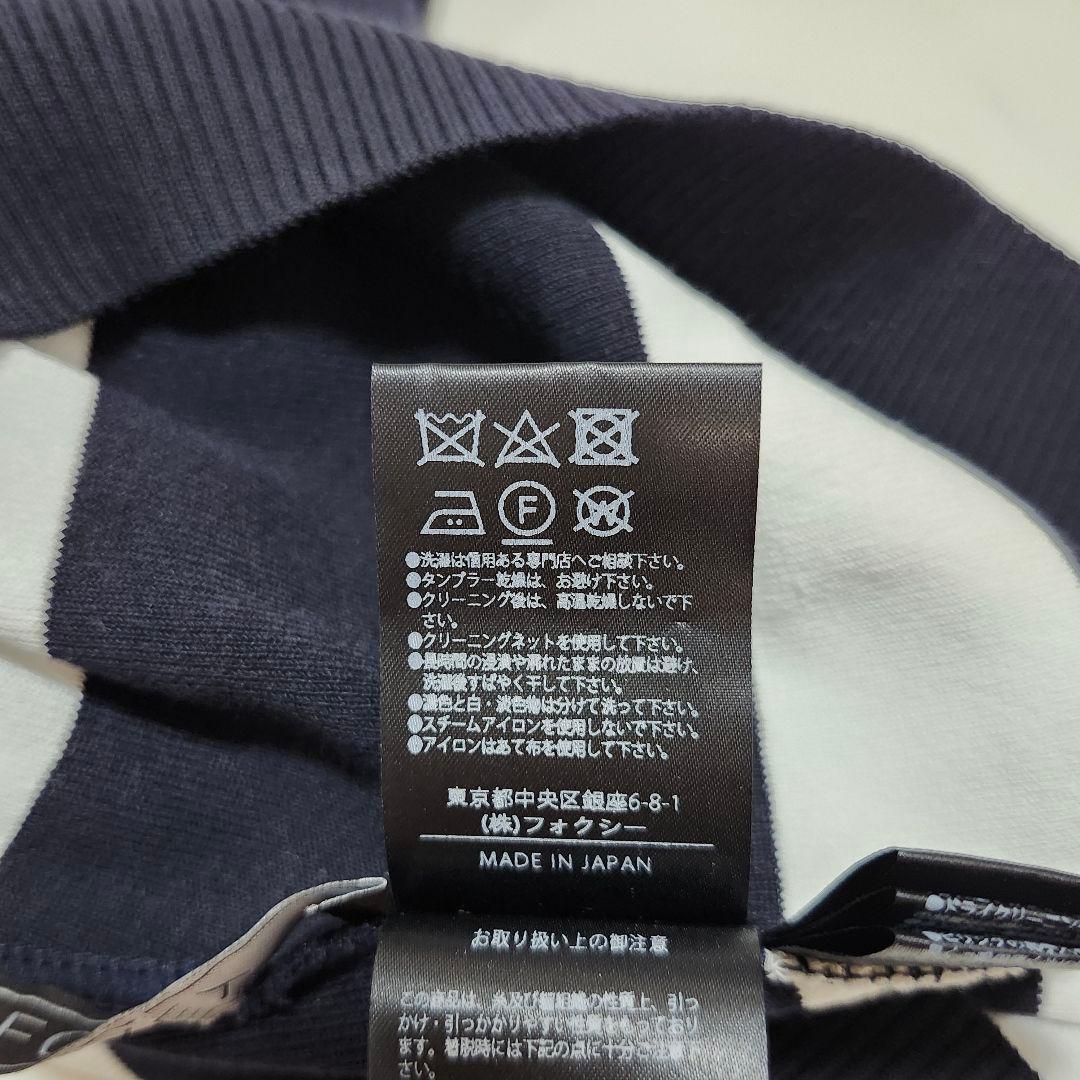 F
W
●洗濯は信用ある専門店へご相談下さい。
●タンブラー乾燥は、お避け下さい。
●クリーニング後は、高温乾燥しないで下
さい。
●クリーニングネットを使用して下さい。
●長時間の浸漬や濡れたままの放置は避け、
洗濯後すばやく干して下さい。
●濃色と白・淡色物は分けて洗って下さい。
●スチームアイロンを使用しないで下さい。
●アイロンはあて布を使用して下さい。
東京都中央区銀座6-8-1
(株)フォクシー
MADE IN JAPAN
お取り扱い上の御注意
この商品は、糸及び編組織の性質上、引っ
かけ・引っかかりやすい性質をもっており
ます。着脱時には下記の点に十分ご注意下
さい。
●ドライクリーニ